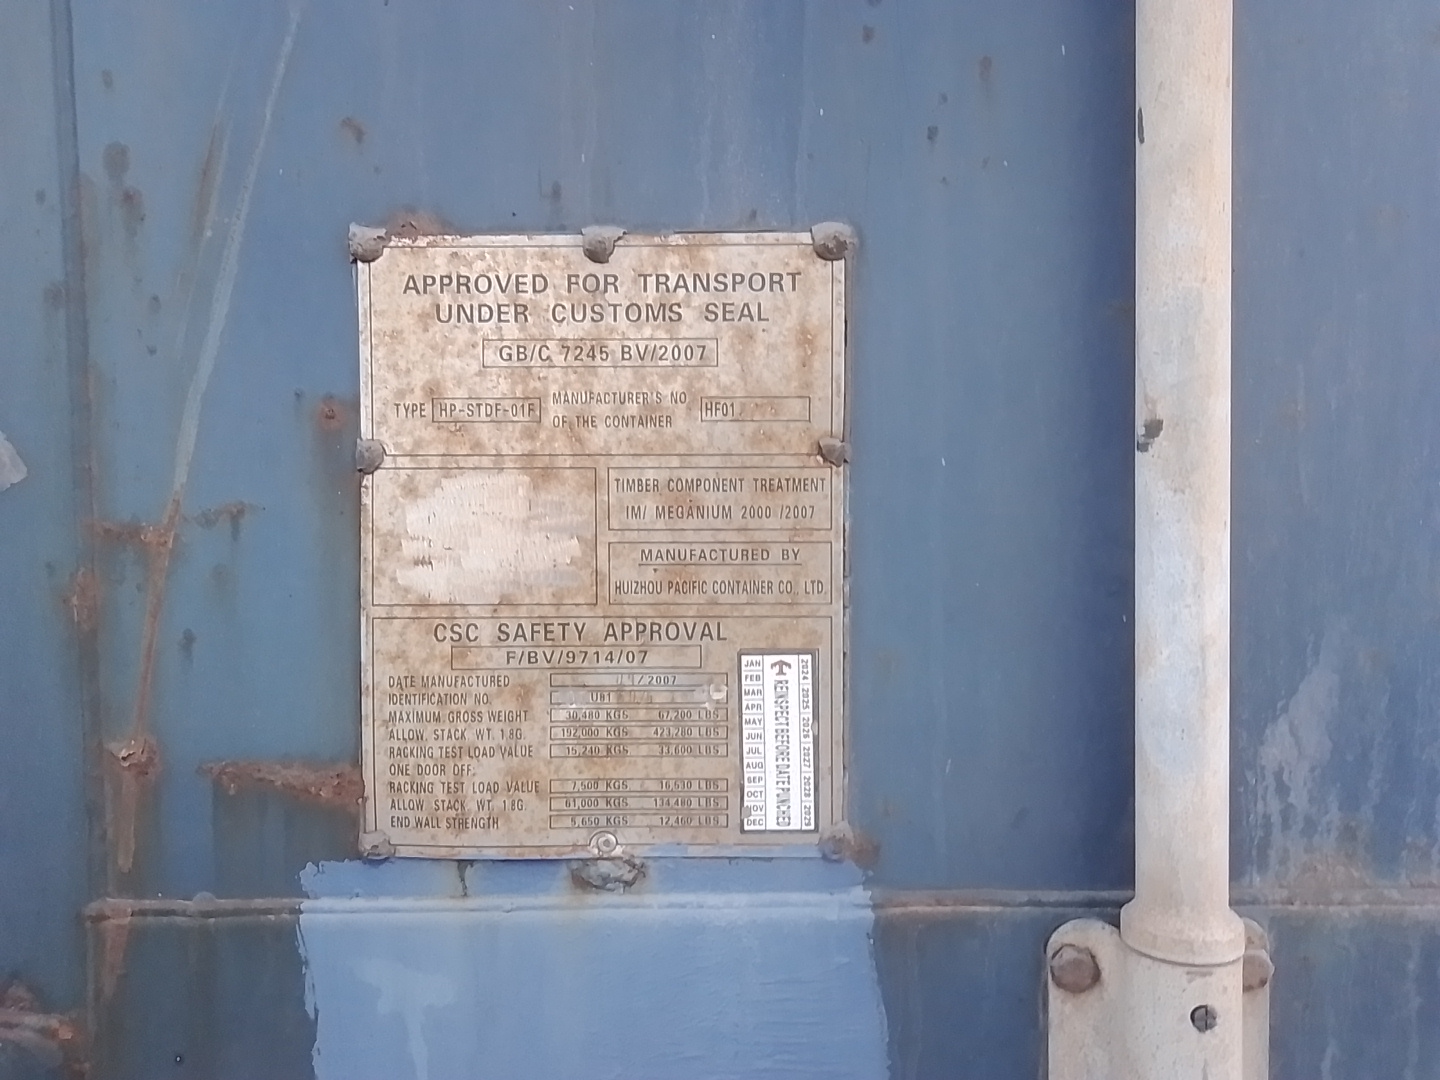 APPROVED FOR TRANSPORT
UNDER CUSTOMS SEAL
GB/C 7245 BV/2007
TYPE HP-STDF-01F MANUFACTURER'S NO OF THE CONTAINER HF01
TIMBER COMPONENT TREATMENT
IM/ MEGANIUM 2000 /2007
MANUFACTURED BY
HUIZHOU PACIFIC CONTAINER CO., LTD.
CSC SAFETY APPROVAL
F/BV/9714/07
DATE MANUFACTURED /2007
IDENTIFICATION NO. U81
MAXIMUM GROSS WEIGHT 30,480 KGS 67,200 LBS
ALLOW. STACK WT. 1.8G. 192,000 KGS 423,280 LBS
RACKING TEST LOAD VALUE 15,240 KGS 33,600 LBS
ONE DOOR OFF:
RACKING TEST LOAD VALUE 7,500 KGS 16,530 LBS
ALLOW STACK WT. 1.8G. 61,000 KGS 134,480 LBS
END WALL STRENGTH 5,650 KGS 12,460 LBS
JAN
FEB
MAR
APR
MAY
JUN
JUL
AUG
SEP
OCT
NOV
DEC
REINSPECT BEFORE DATE PUNCHED
2024 2025 2026 2027 2028 2029